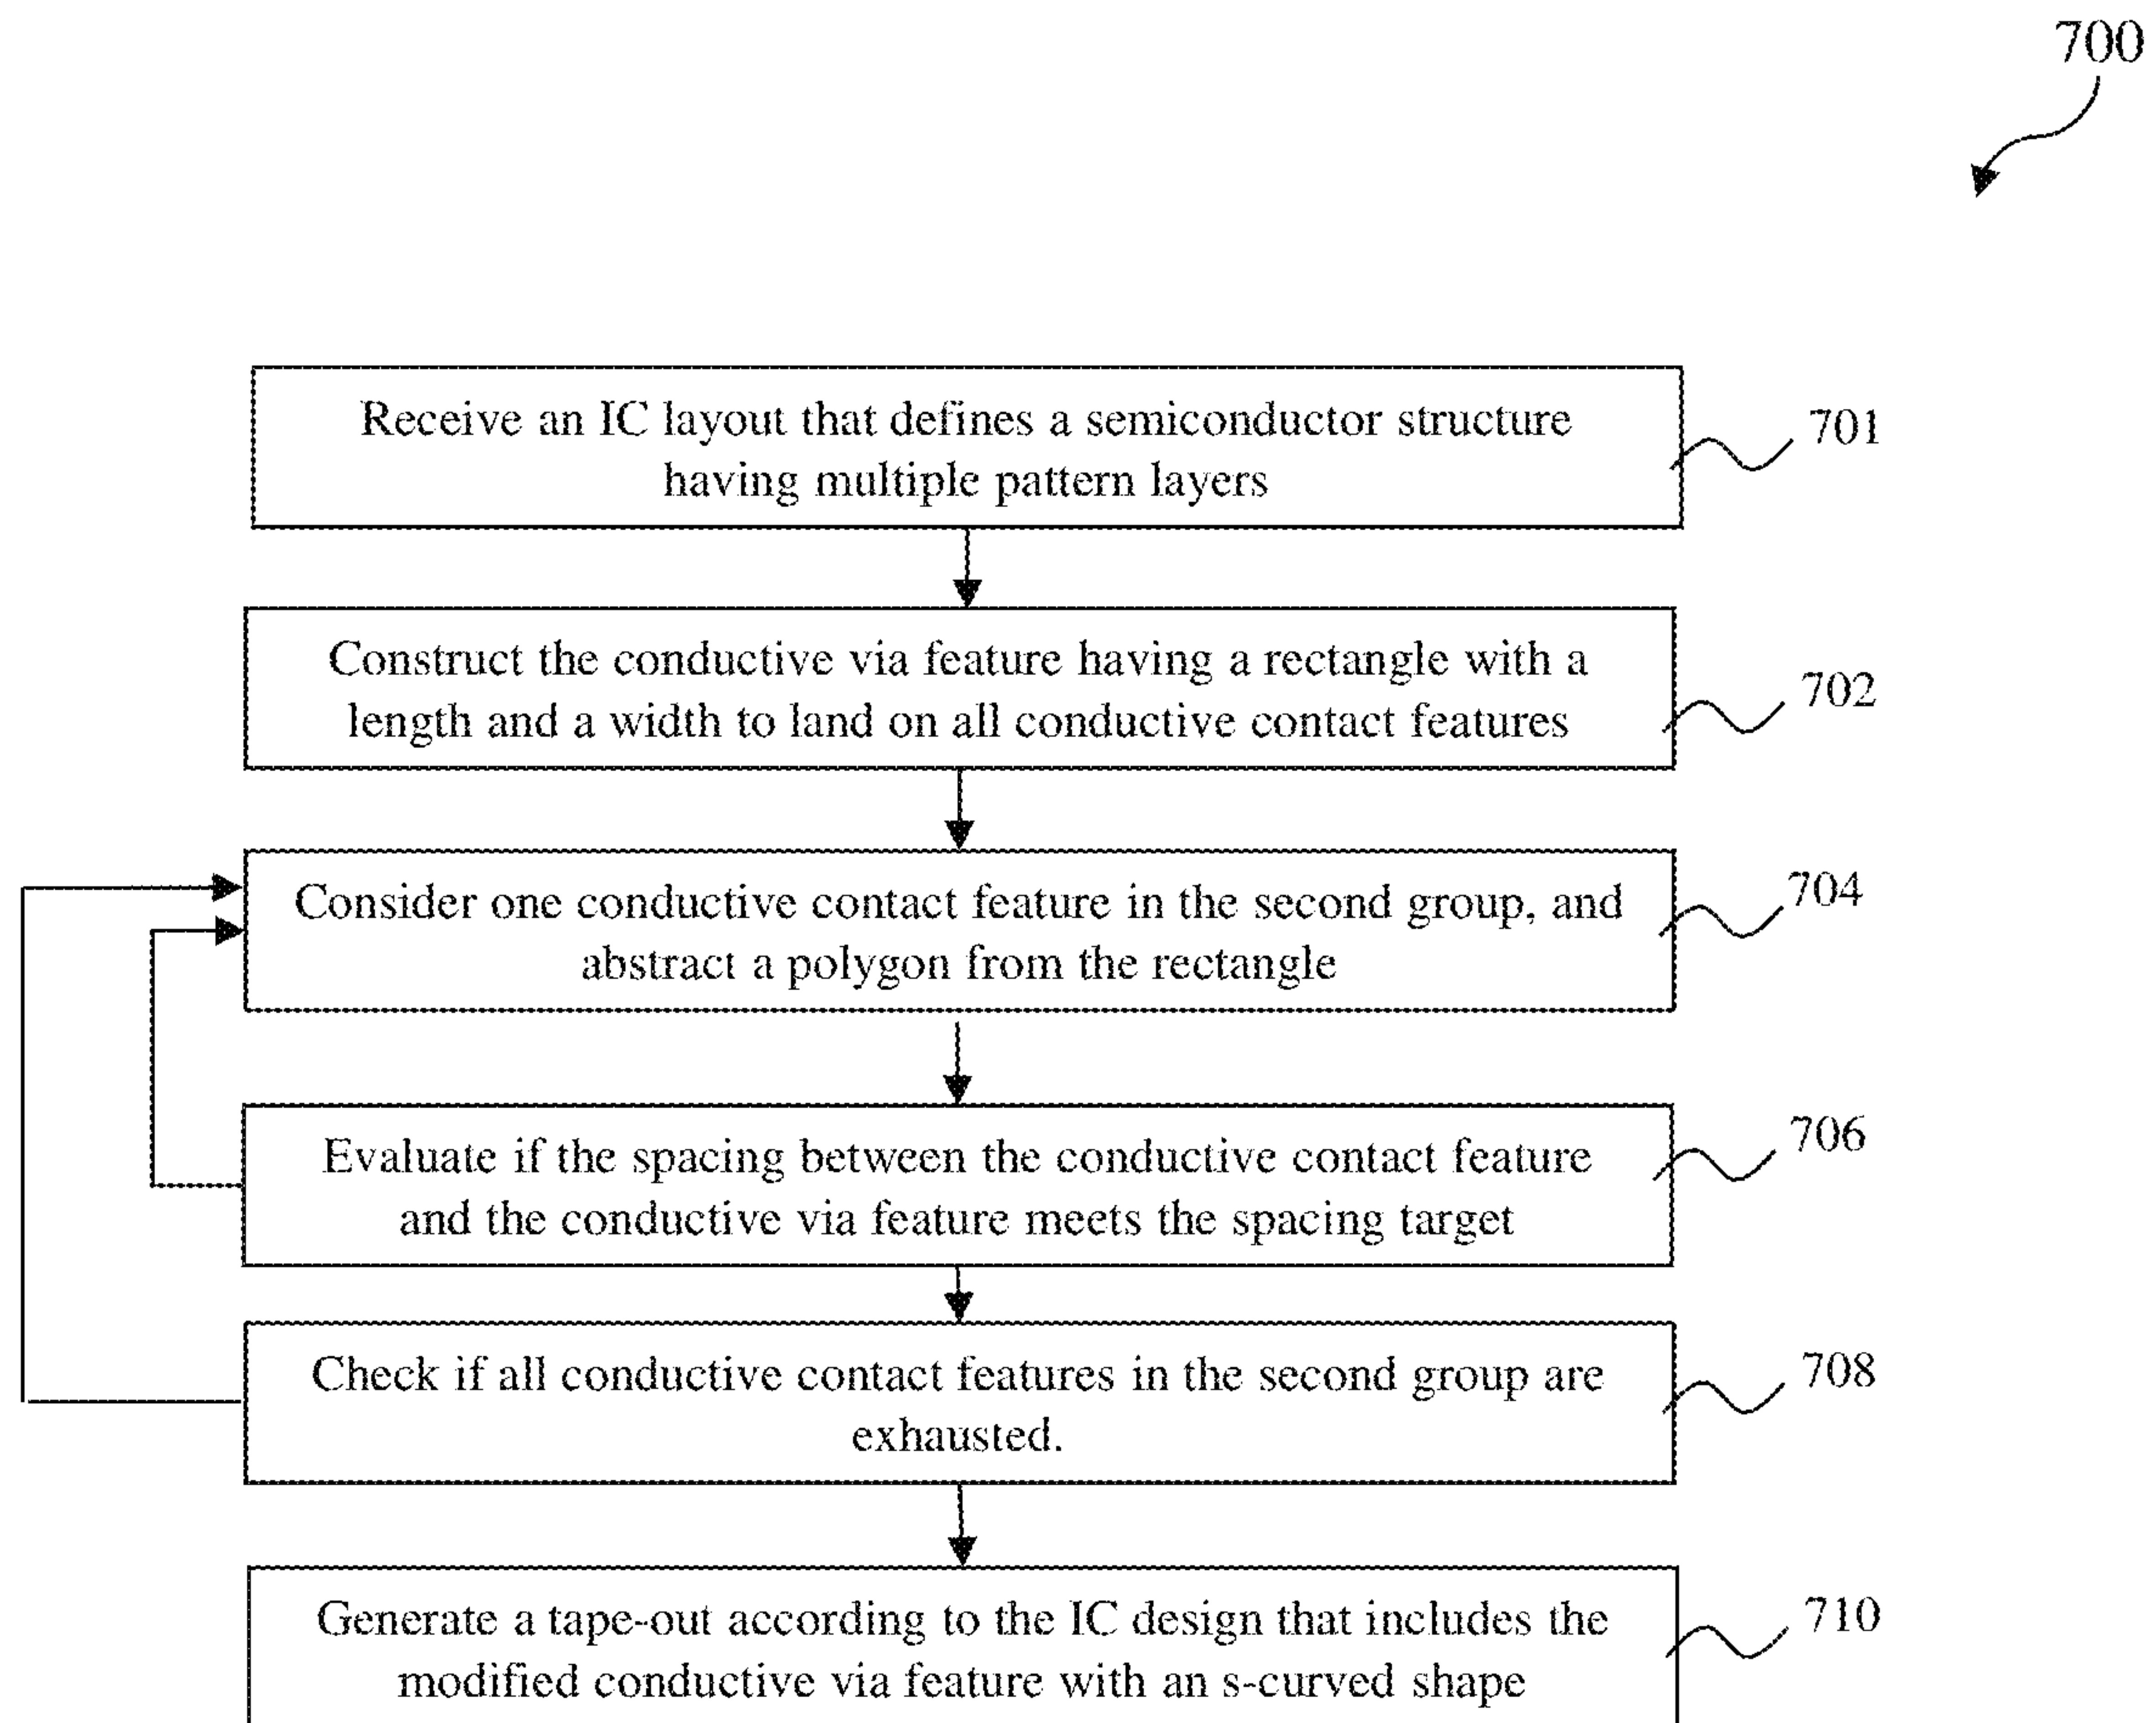 700
Receive an IC layout that defines a semiconductor structure
having multiple pattern layers
701
Construct the conductive via feature having a rectangle with a
length and a width to land on all conductive contact features
702
Consider one conductive contact feature in the second group, and
abstract a polygon from the rectangle
704
Evaluate if the spacing between the conductive contact feature
and the conductive via feature meets the spacing target
706
Check if all conductive contact features in the second group are
exhausted.
708
Generate a tape-out according to the IC design that includes the
modified conductive via feature with an s-curved shape
710